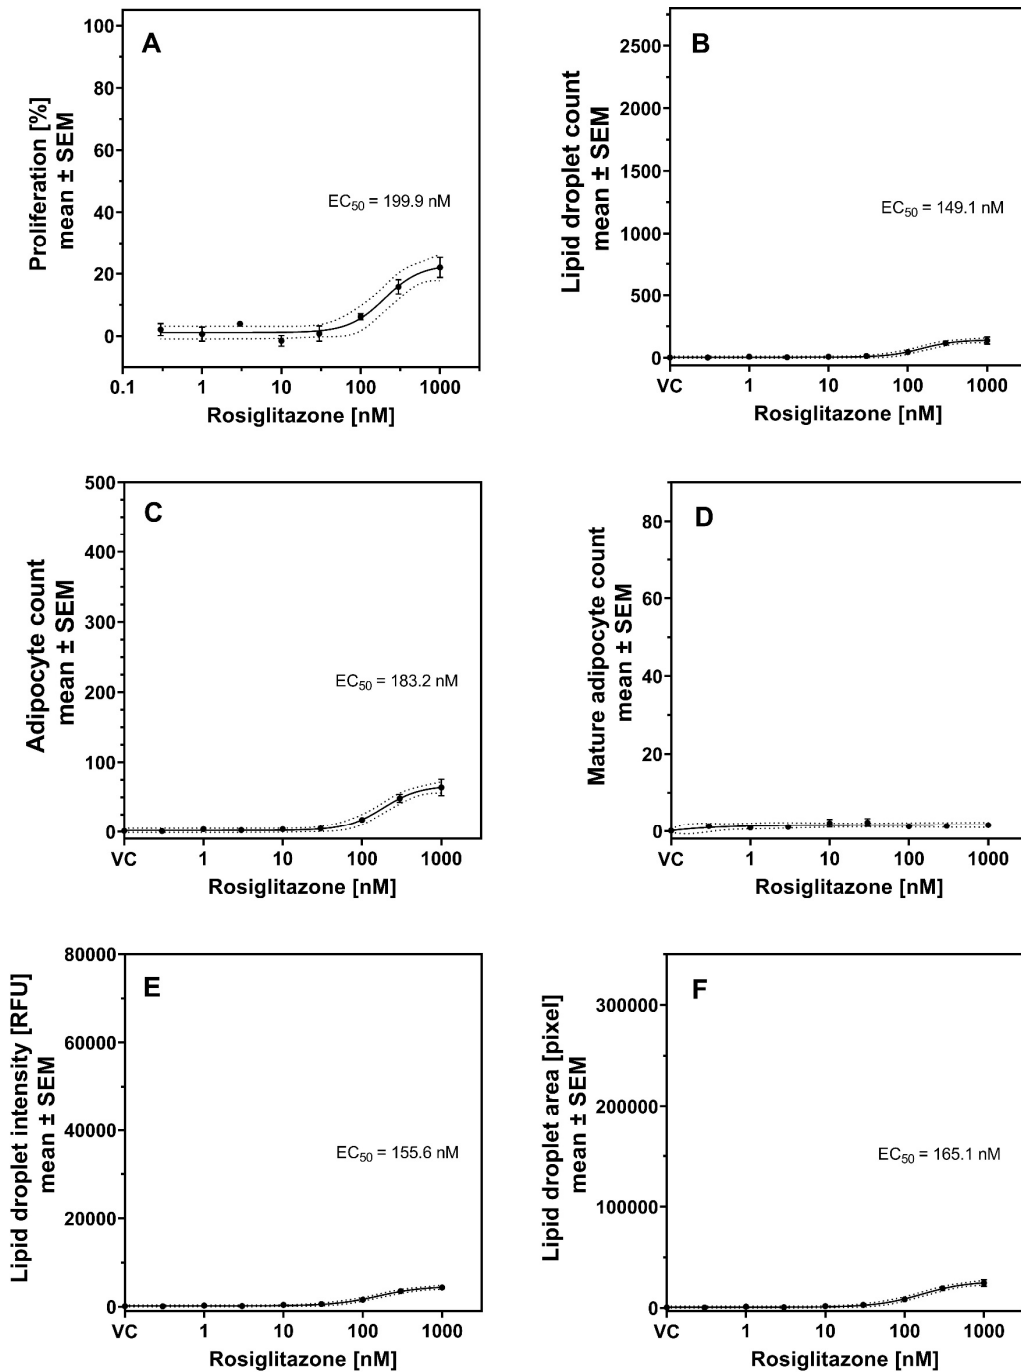 A
Proliferation [%]
mean ± SEM
100
80
60
40
20
0
EC50 = 199.9 nM
0.1 1 10 100 1000
Rosiglitazone [nM]
B
Lipid droplet count
mean ± SEM
2500
2000
1500
1000
500
0
EC50 = 149.1 nM
VC 1 10 100 1000
Rosiglitazone [nM]
C
Adipocyte count
mean ± SEM
500
400
300
200
100
0
EC50 = 183.2 nM
VC 1 10 100 1000
Rosiglitazone [nM]
D
Mature adipocyte count
mean ± SEM
80
60
40
20
0
VC 1 10 100 1000
Rosiglitazone [nM]
E
Lipid droplet intensity [RFU]
mean ± SEM
80000
60000
40000
20000
0
EC50 = 155.6 nM
VC 1 10 100 1000
Rosiglitazone [nM]
F
Lipid droplet area [pixel]
mean ± SEM
300000
200000
100000
0
EC50 = 165.1 nM
VC 1 10 100 1000
Rosiglitazone [nM]